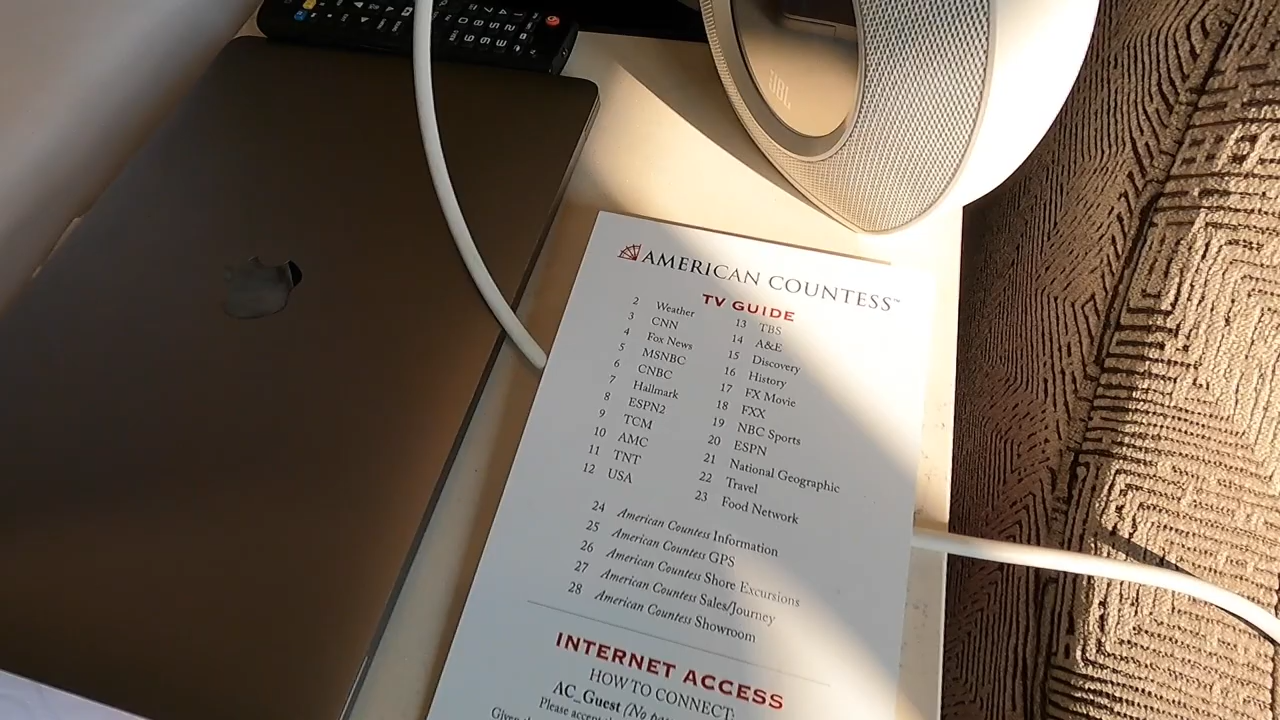 JBL
AMERICAN COUNTESS™
TV GUIDE
2 Weather
3 CNN
4 Fox News
5 MSNBC
6 CNBC
7 Hallmark
8 ESPN2
9 TCM
10 AMC
11 TNT
12 USA
13 TBS
14 A&E
15 Discovery
16 History
17 FX Movie
18 FXX
19 NBC Sports
20 ESPN
21 National Geographic
22 Travel
23 Food Network
24 American Countess Information
25 American Countess GPS
26 American Countess Shore Excursions
27 American Countess Sales/Journey
28 American Countess Showroom
INTERNET ACCESS
HOW TO CONNECT:
AC_Guest (No
Please accept